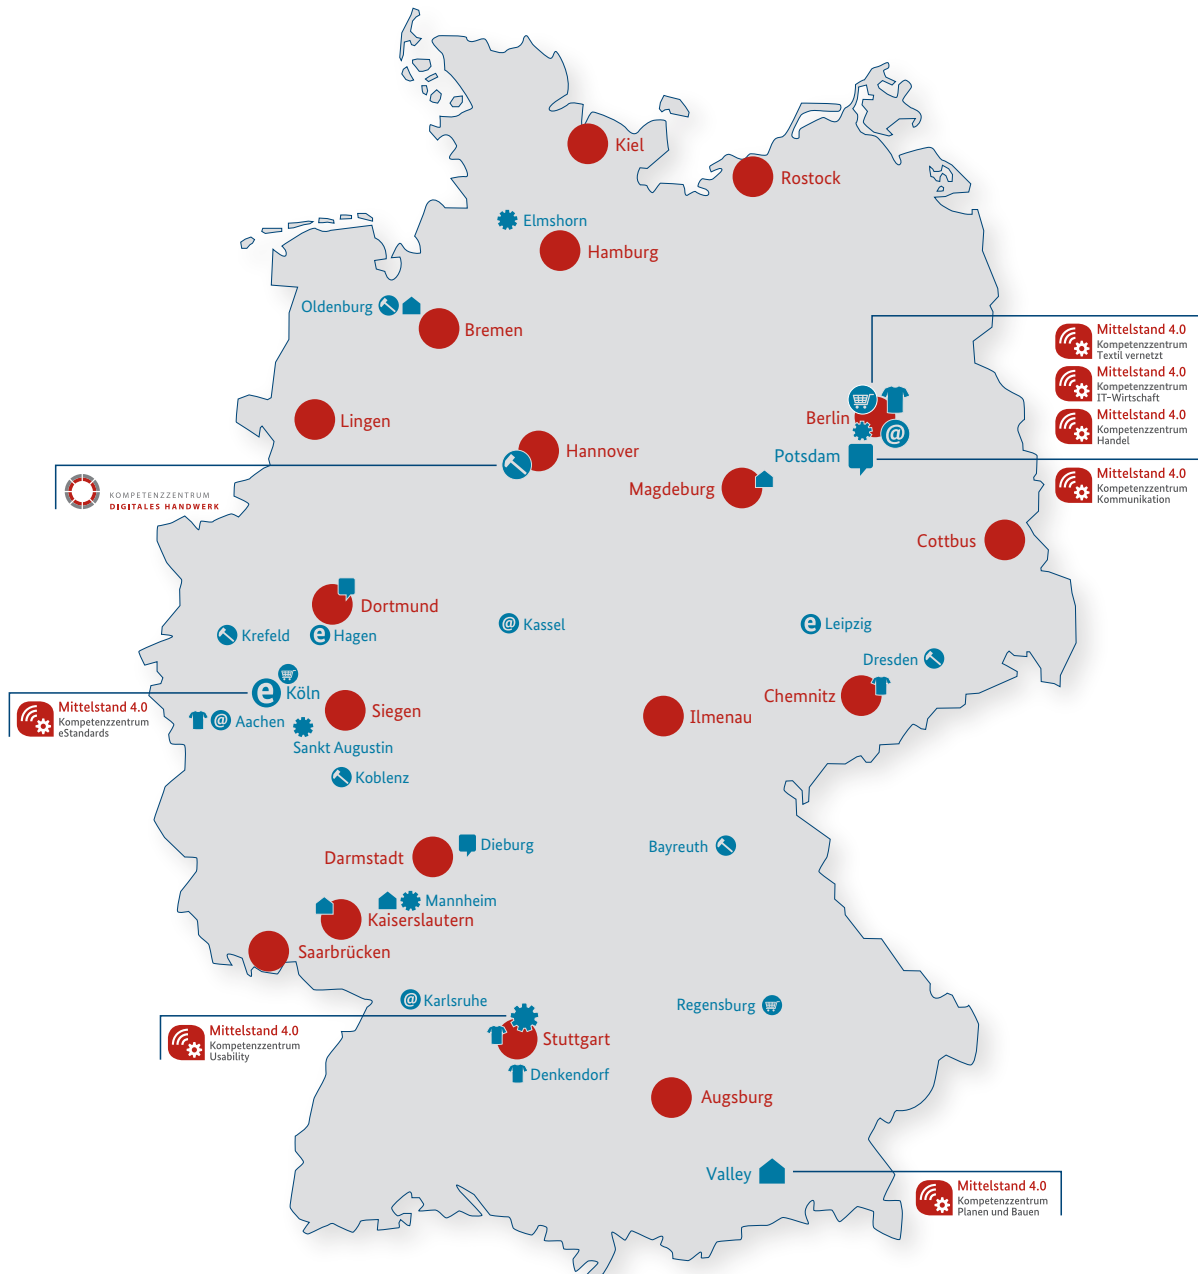 Kiel
Rostock
Elmshorn
Hamburg
Oldenburg
Bremen
Mittelstand 4.0
Kompetenzzentrum
Textil vernetzt
Mittelstand 4.0
Kompetenzzentrum
IT-Wirtschaft
Mittelstand 4.0
Kompetenzzentrum
Handel
Berlin
@
Lingen
Hannover
Potsdam
Mittelstand 4.0
Kompetenzzentrum
Kommunikation
Magdeburg
KOMPETENZZENTRUM
DIGITALES HANDWERK
Cottbus
Dortmund
Krefeld
e Hagen
@ Kassel
e Leipzig
Dresden
e Köln
Chemnitz
Mittelstand 4.0
Kompetenzzentrum
eStandards
Siegen
Ilmenau
@ Aachen
Sankt Augustin
Koblenz
Darmstadt
Dieburg
Bayreuth
Mannheim
Kaiserslautern
Saarbrücken
@ Karlsruhe
Regensburg
Mittelstand 4.0
Kompetenzzentrum
Usability
Stuttgart
Denkendorf
Augsburg
Valley
Mittelstand 4.0
Kompetenzzentrum
Planen und Bauen